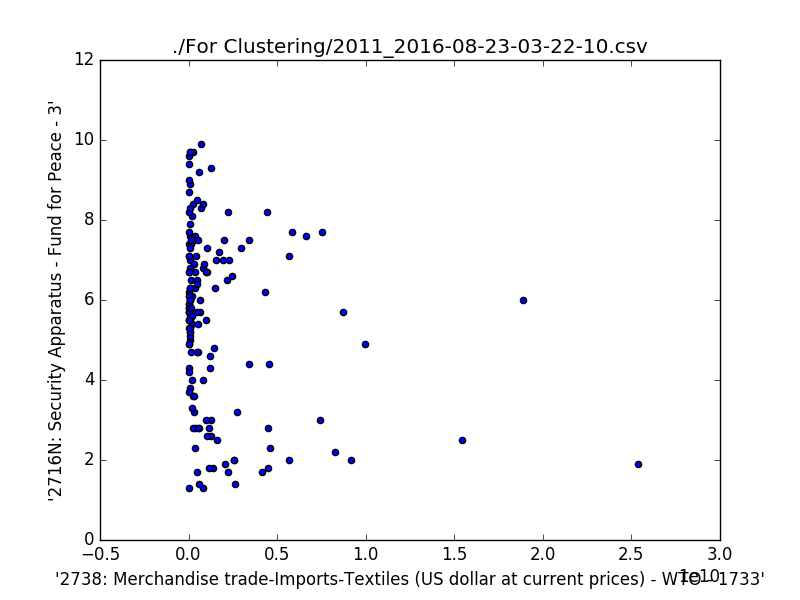 ./For Clustering/2011_2016-08-23-03-22-10.csv
12
10
8
6
4
2
0
'2716N: Security Apparatus - Fund for Peace - 3'
−0.5 0.0 0.5 1.0 1.5 2.0 2.5 3.0
1e10
'2738: Merchandise trade-Imports-Textiles (US dollar at current prices) - WTO - 1733'